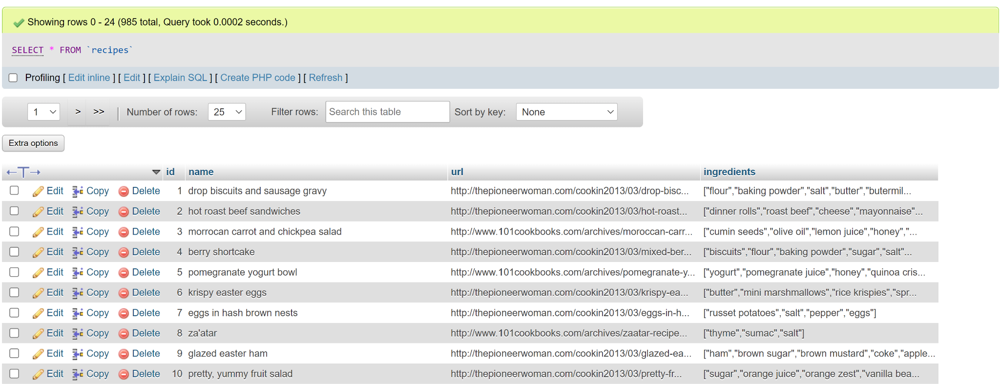 Showing rows 0 - 24 (985 total, Query took 0.0002 seconds.)
SELECT * FROM `recipes`
Profiling [ Edit inline ] [ Edit ] [ Explain SQL ] [ Create PHP code ] [ Refresh ]
1 > >> | Number of rows: 25 Filter rows: Search this table Sort by key: None
Extra options
←T→ id name url ingredients
Edit Copy Delete 1 drop biscuits and sausage gravy http://thepioneerwoman.com/cookin2013/03/drop-bisc... ["flour","baking powder","salt","butter","butermil...
Edit Copy Delete 2 hot roast beef sandwiches http://thepioneerwoman.com/cookin2013/03/hot-roast... ["dinner rolls","roast beef","cheese","mayonnaise"...
Edit Copy Delete 3 morrocan carrot and chickpea salad http://www.101cookbooks.com/archives/moroccan-carr... ["cumin seeds","olive oil","lemon juice","honey","...
Edit Copy Delete 4 berry shortcake http://thepioneerwoman.com/cookin2013/03/mixed-ber... ["biscuits","flour","baking powder","sugar","salt"...
Edit Copy Delete 5 pomegranate yogurt bowl http://www.101cookbooks.com/archives/pomegranate-y... ["yogurt","pomegranate juice","honey","quinoa cris...
Edit Copy Delete 6 krispy easter eggs http://thepioneerwoman.com/cookin2013/03/krispy-ea... ["butter","mini marshmallows","rice krispies","spr...
Edit Copy Delete 7 eggs in hash brown nests http://thepioneerwoman.com/cookin2013/03/eggs-in-h... ["russet potatoes","salt","pepper","eggs"]
Edit Copy Delete 8 za'atar http://www.101cookbooks.com/archives/zaatar-recipe... ["thyme","sumac","salt"]
Edit Copy Delete 9 glazed easter ham http://thepioneerwoman.com/cookin2013/03/glazed-ea... ["ham","brown sugar","brown mustard","coke","apple...
Edit Copy Delete 10 pretty, yummy fruit salad http://thepioneerwoman.com/cookin2013/03/pretty-fr... ["sugar","orange juice","orange zest","vanilla bea...